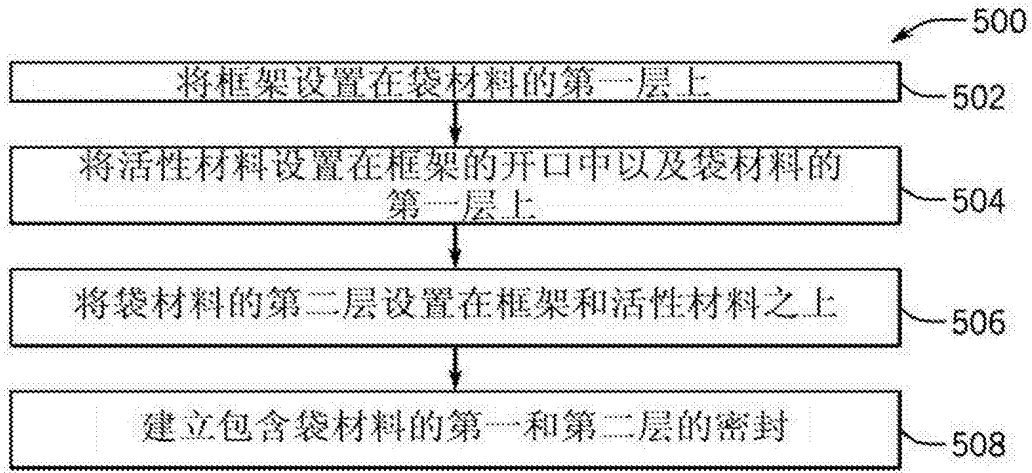 500
将框架设置在袋材料的第一层上
502
将活性材料设置在框架的开口中以及袋材料的
第一层上
504
将袋材料的第二层设置在框架和活性材料之上
506
建立包含袋材料的第一和第二层的密封
508